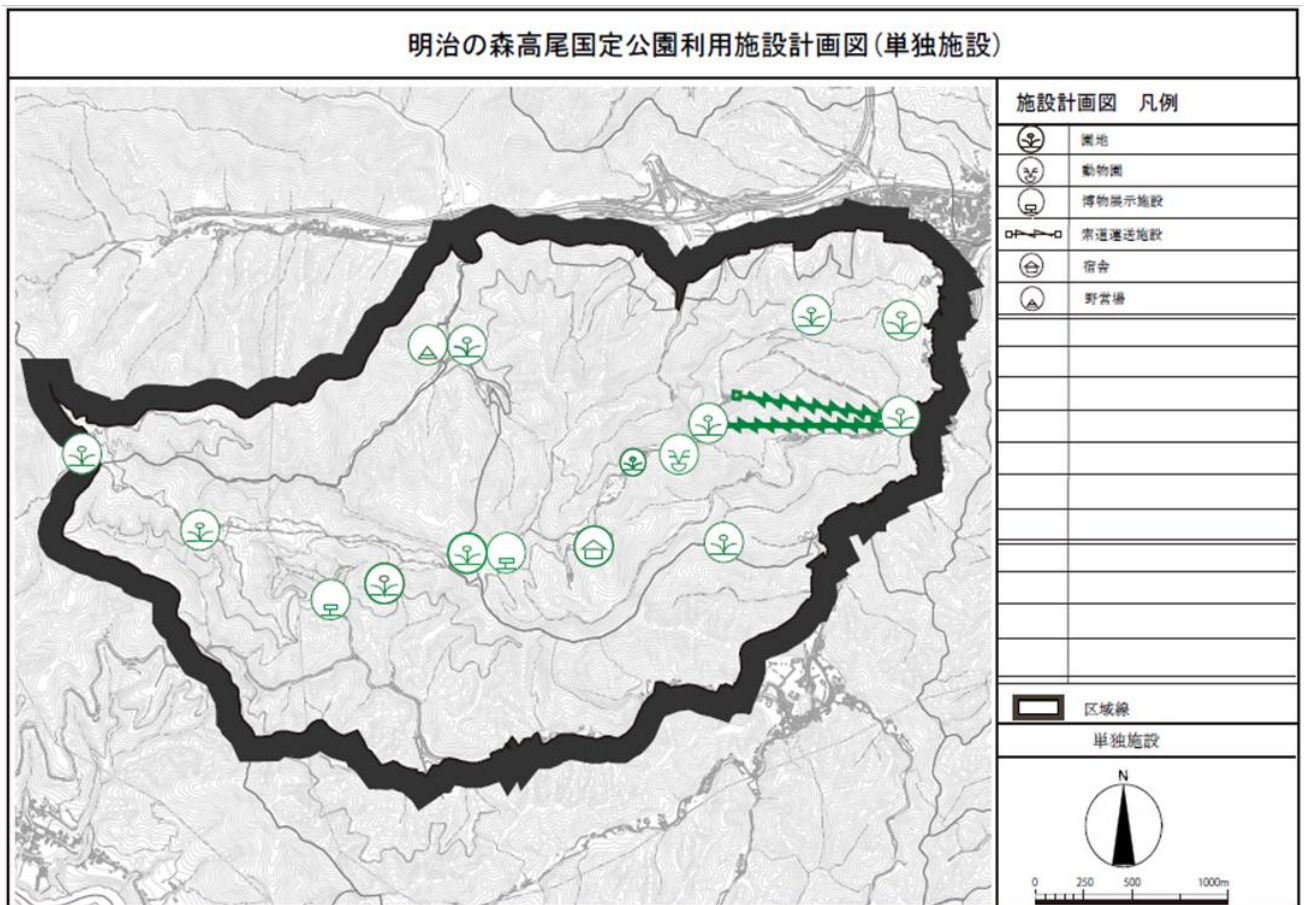 明治の森高尾国定公園利用施設計画図(単独施設)
施設計画図 凡例
園地
動物園
博物展示施設
索道運送施設
宿舎
野営場
区域線
単独施設
N
0 250 500 1000m